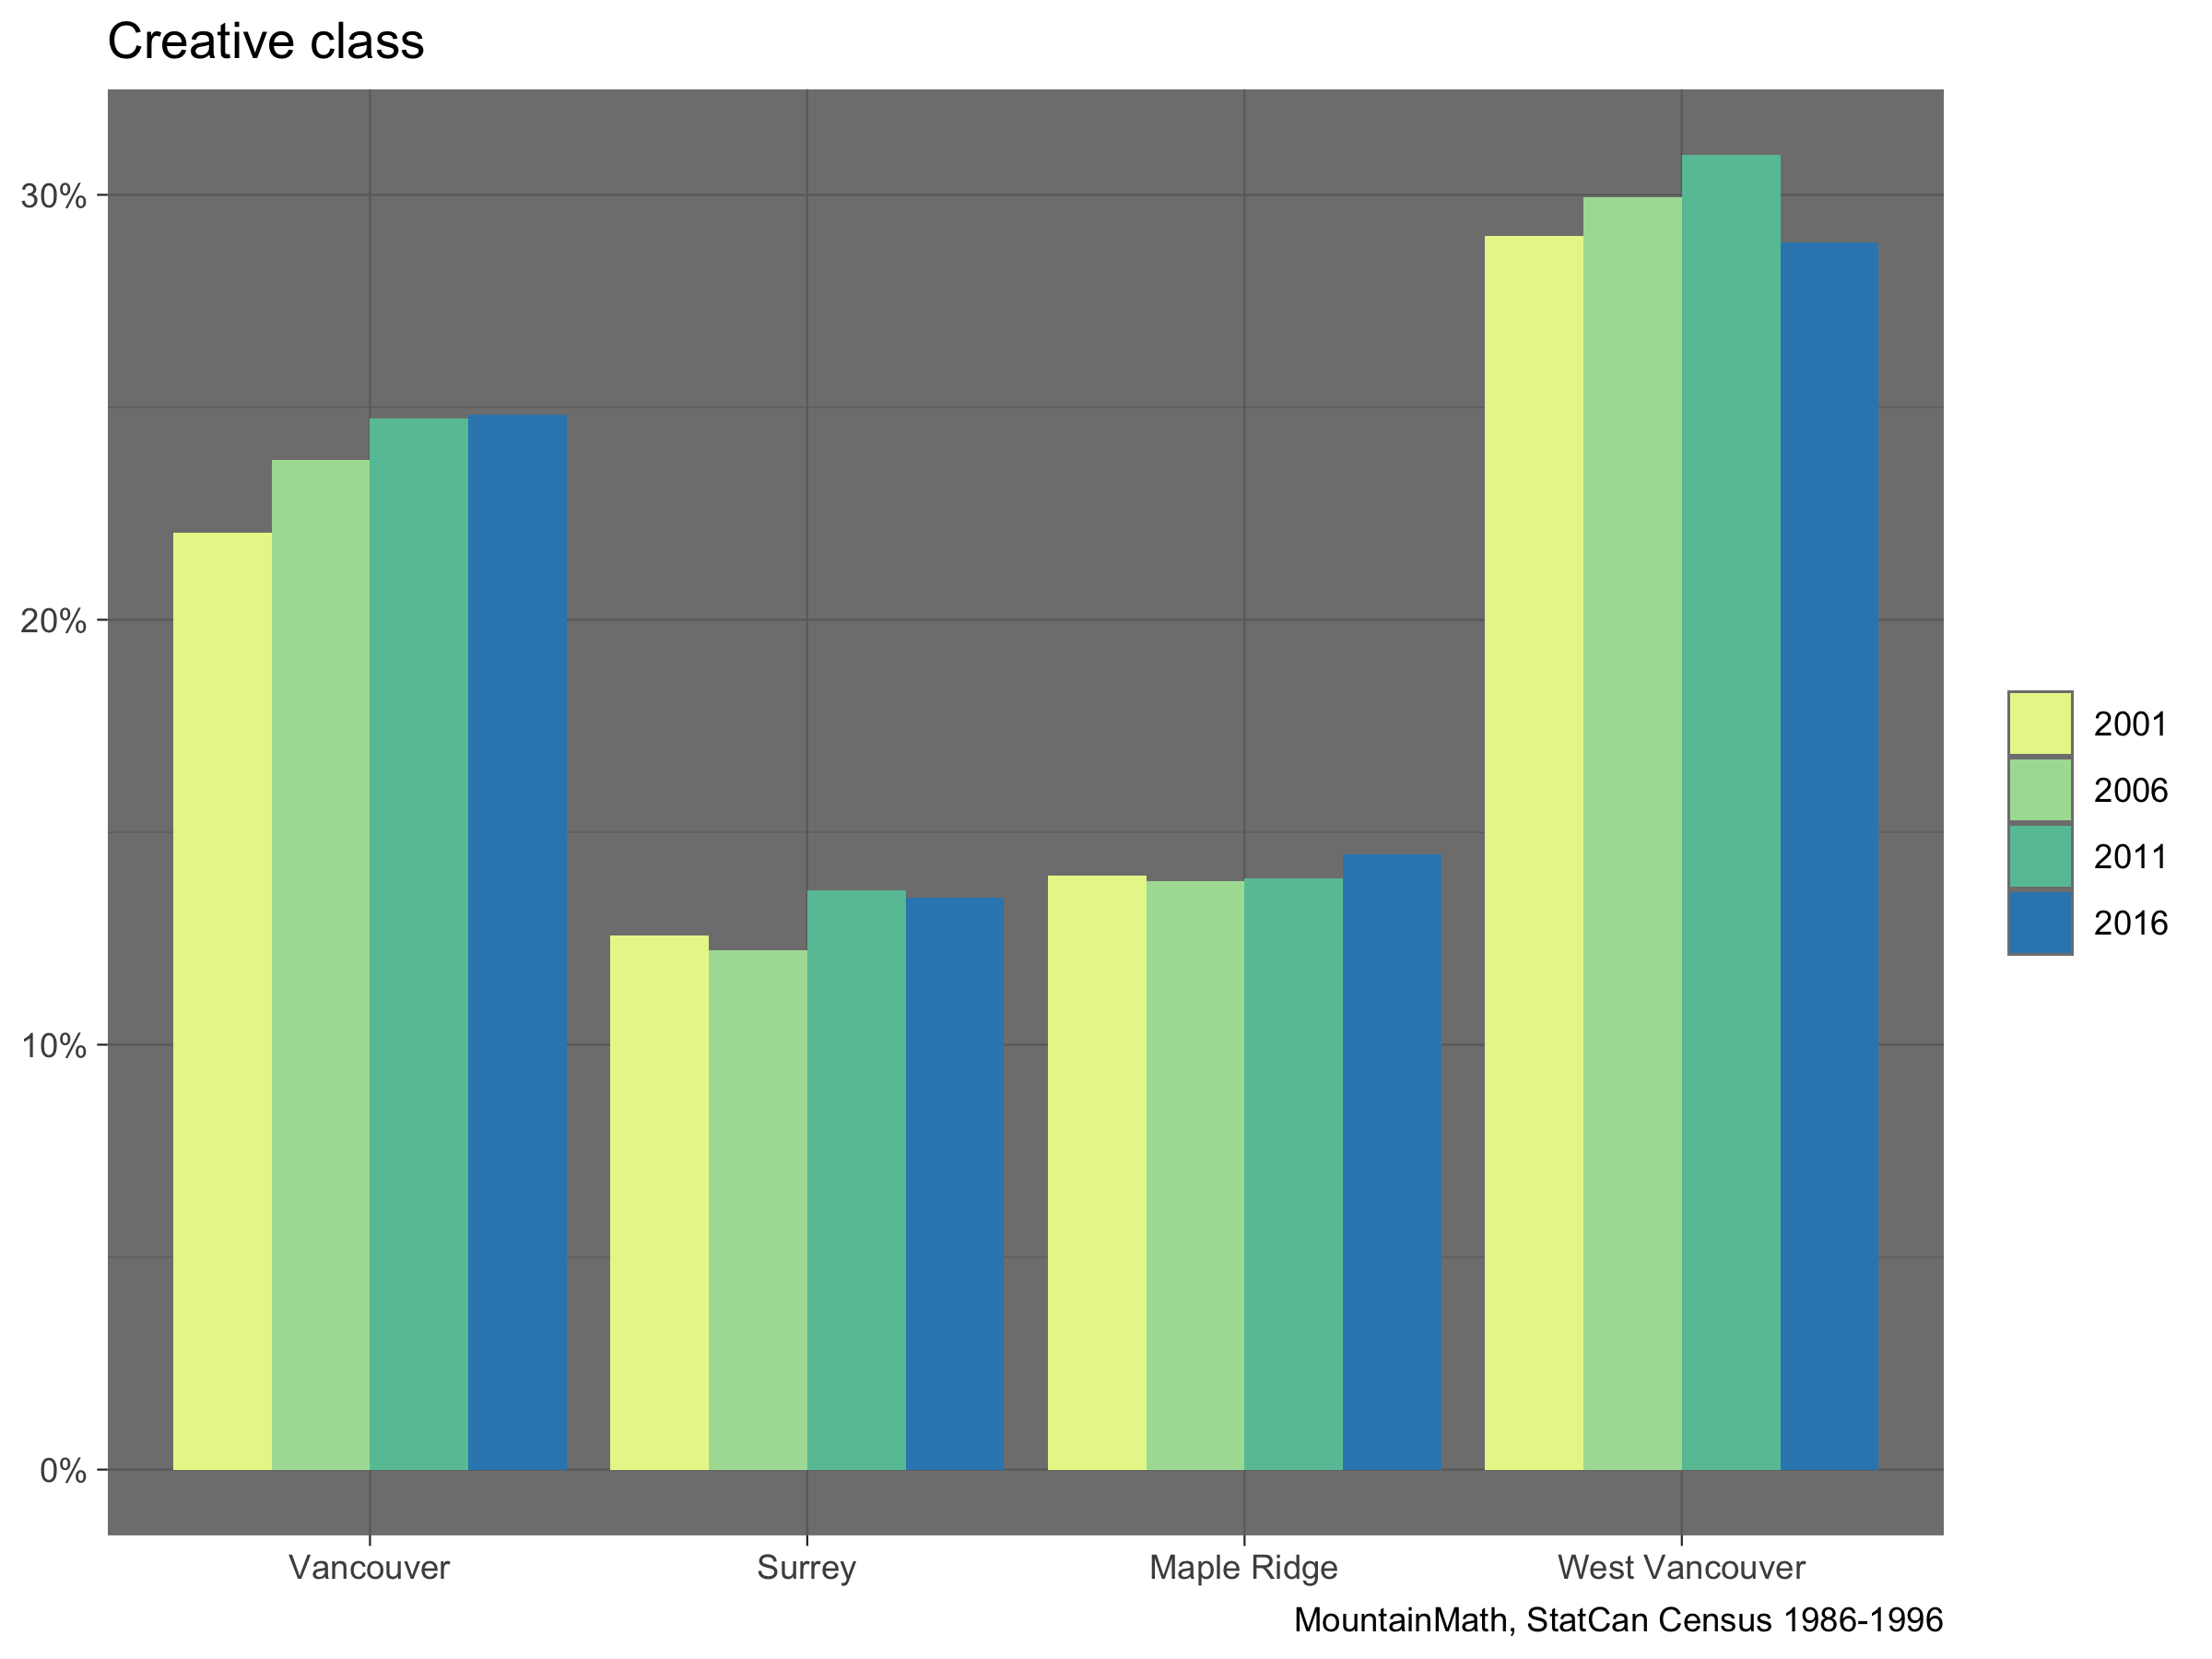 Creative class
30%
20%
10%
0%
Vancouver Surrey Maple Ridge West Vancouver
2001
2006
2011
2016
MountainMath, StatCan Census 1986-1996